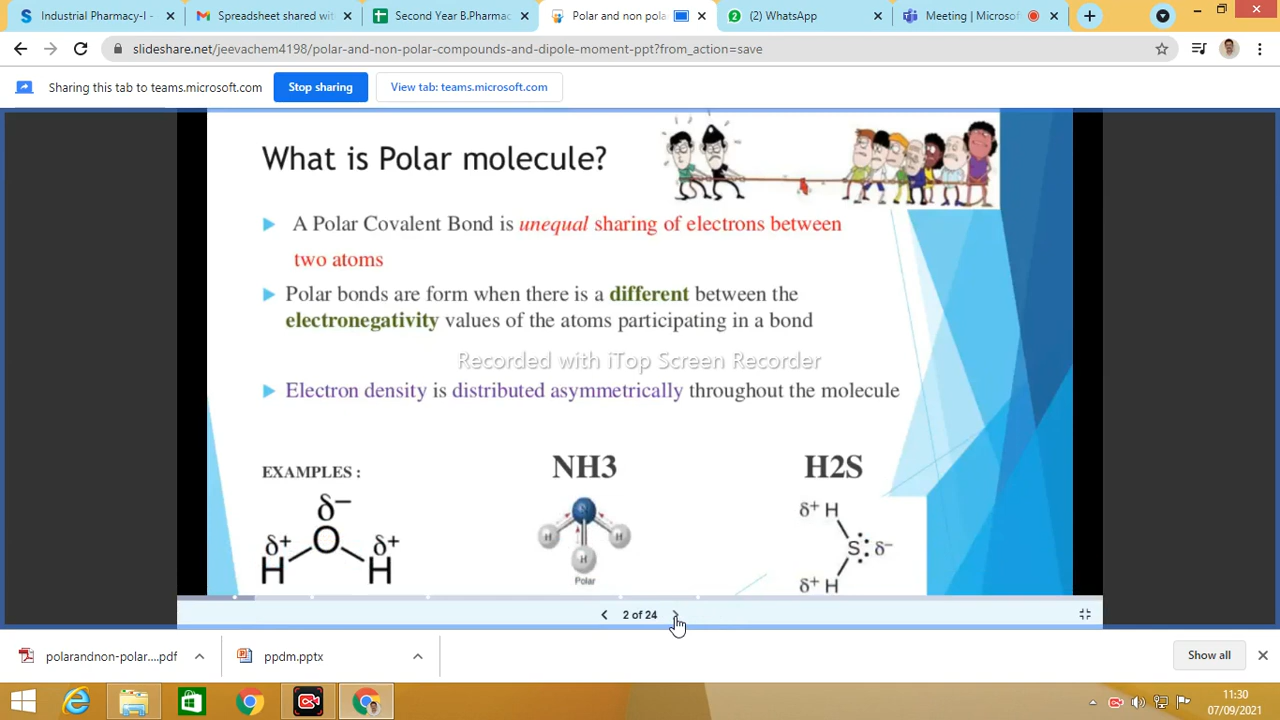 Industrial Pharmacy-I -
Spreadsheet shared with
Second Year B.Pharmac
Polar and non pola
(2) WhatsApp
Meeting | Microsof
slideshare.net/jeevachem4198/polar-and-non-polar-compounds-and-dipole-moment-ppt?from_action=save
Sharing this tab to teams.microsoft.com
Stop sharing
View tab: teams.microsoft.com
What is Polar molecule?
A Polar Covalent Bond is unequal sharing of electrons between
two atoms
Polar bonds are form when there is a different between the
electronegativity values of the atoms participating in a bond
Recorded with iTop Screen Recorder
Electron density is distributed asymmetrically throughout the molecule
EXAMPLES :
NH3
H2S
δ−
δ+ δ+
H O H
H H
H
Polar
δ+ H
S δ−
δ+ H
2 of 24
polarandnon-polar....pdf
ppdm.pptx
Show all
11:30
07/09/2021